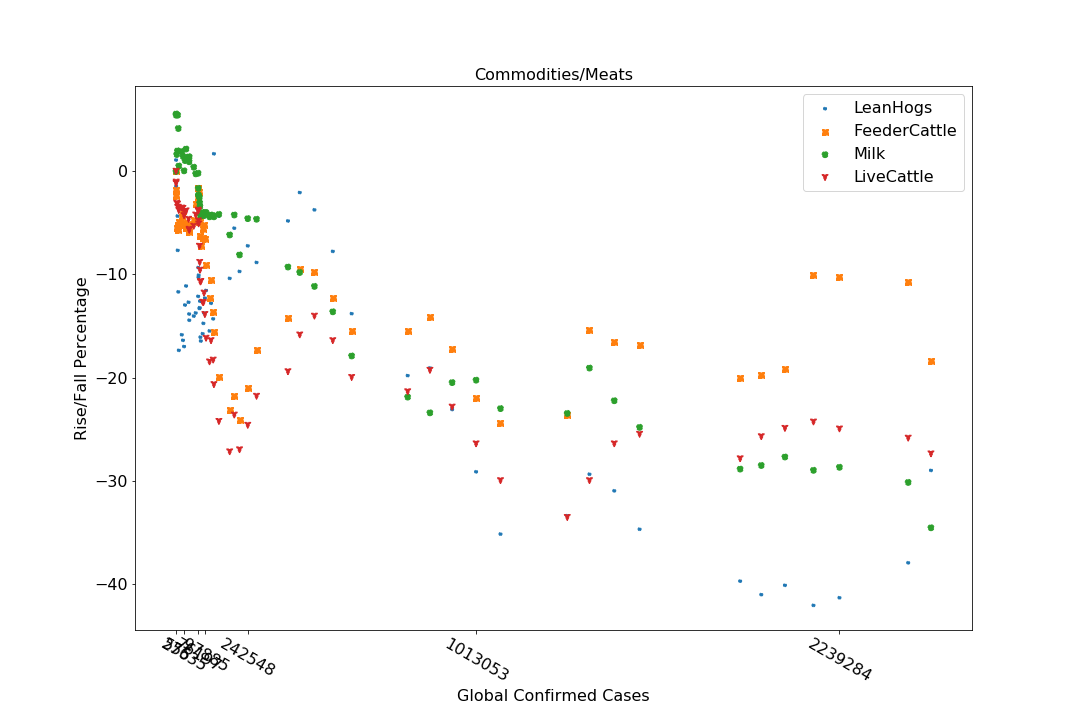 Commodities/Meats
LeanHogs
FeederCattle
Milk
LiveCattle
0
−10
−20
−30
−40
Rise/Fall Percentage
242548
1013053
2239284
Global Confirmed Cases